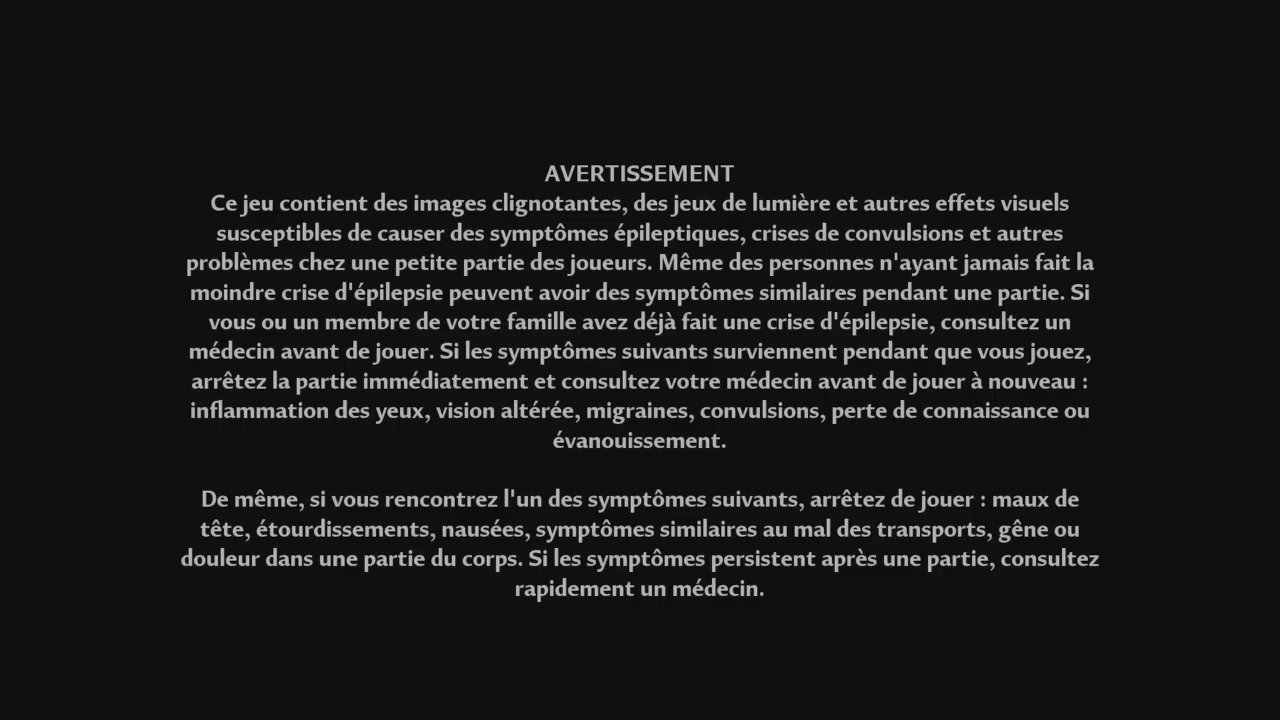 AVERTISSEMENT
Ce jeu contient des images clignotantes, des jeux de lumière et autres effets visuels
susceptibles de causer des symptômes épileptiques, crises de convulsions et autres
problèmes chez une petite partie des joueurs. Même des personnes n'ayant jamais fait la
moindre crise d'épilepsie peuvent avoir des symptômes similaires pendant une partie. Si
vous ou un membre de votre famille avez déjà fait une crise d'épilepsie, consultez un
médecin avant de jouer. Si les symptômes suivants surviennent pendant que vous jouez,
arrêtez la partie immédiatement et consultez votre médecin avant de jouer à nouveau :
inflammation des yeux, vision altérée, migraines, convulsions, perte de connaissance ou
évanouissement.
De même, si vous rencontrez l'un des symptômes suivants, arrêtez de jouer : maux de
tête, étourdissements, nausées, symptômes similaires au mal des transports, gêne ou
douleur dans une partie du corps. Si les symptômes persistent après une partie, consultez
rapidement un médecin.